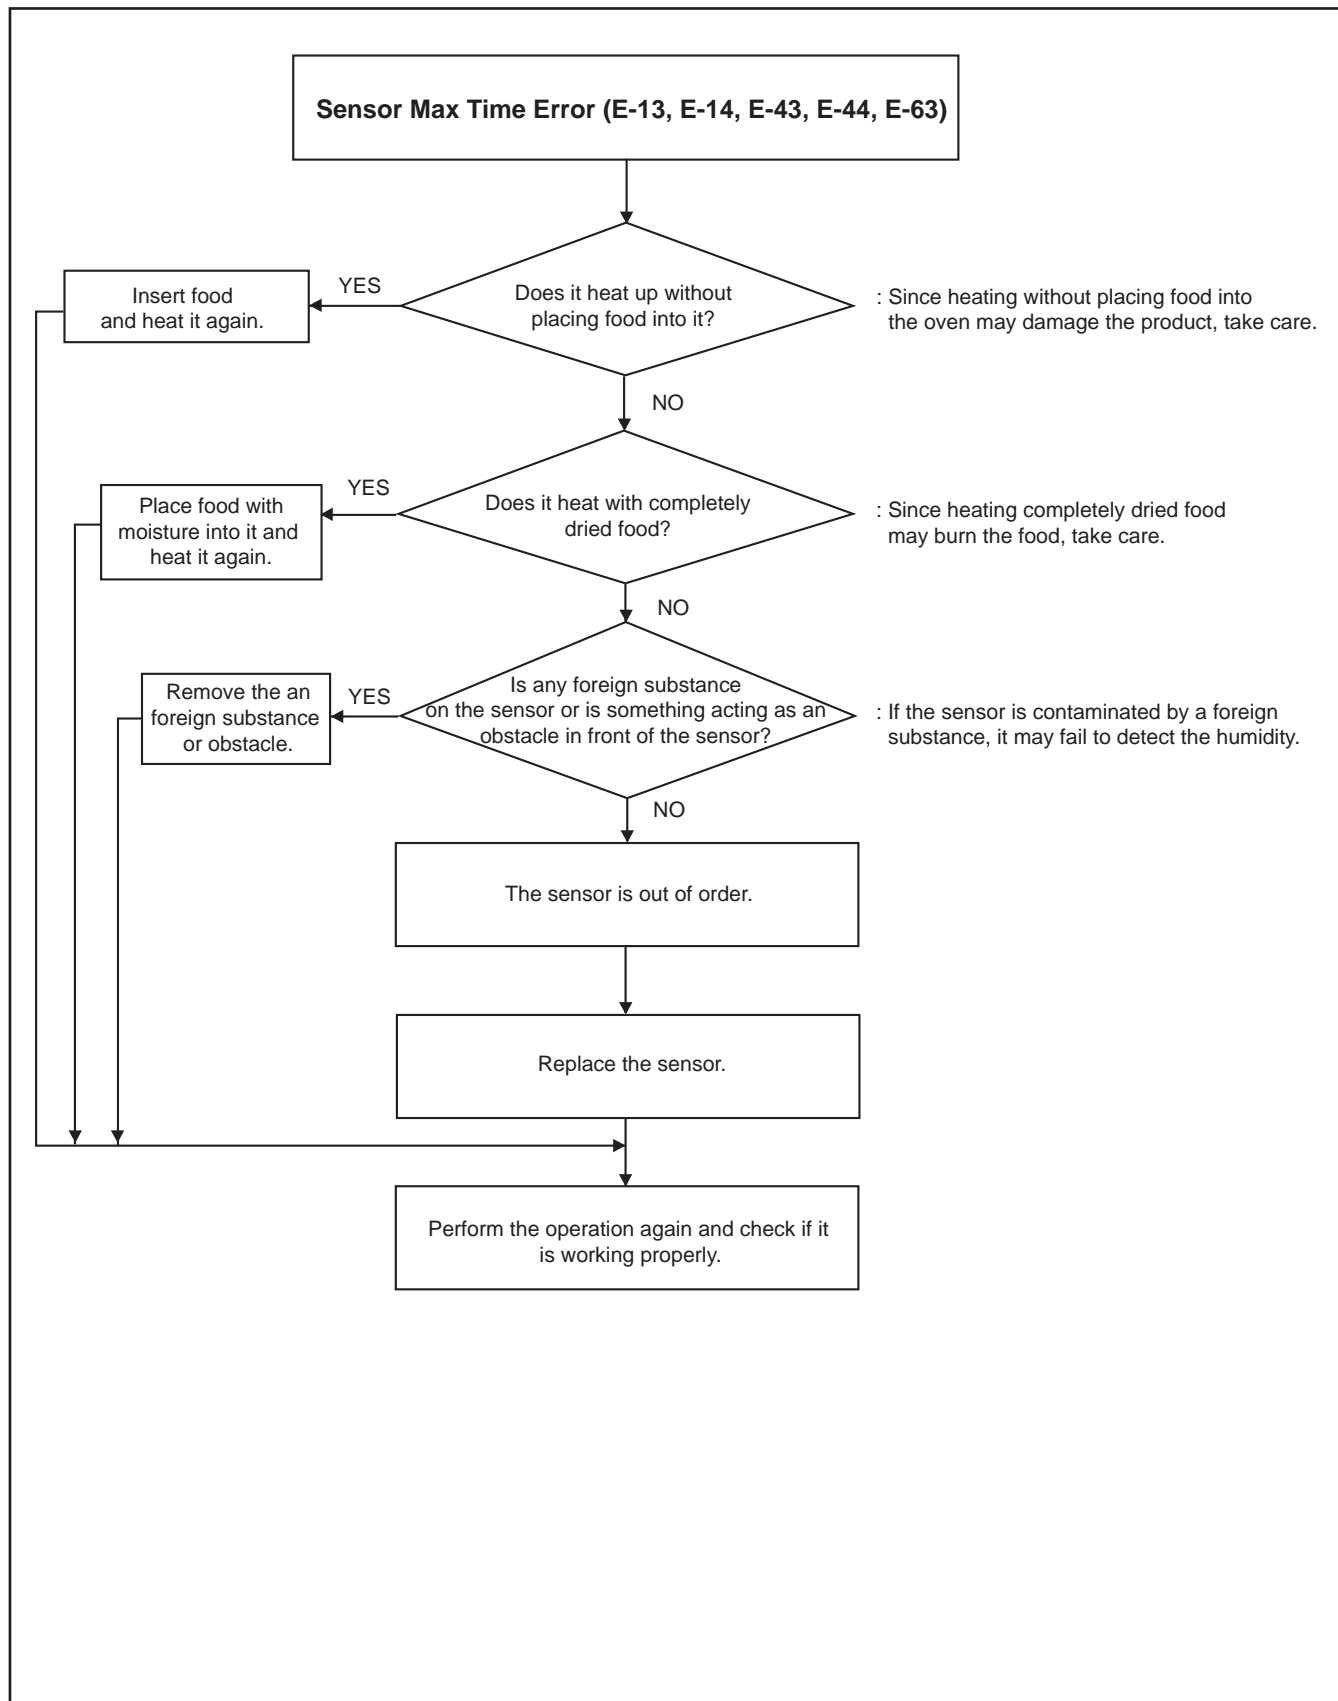 Sensor Max Time Error (E-13, E-14, E-43, E-44, E-63)
Insert food
and heat it again.
YES
Does it heat up without
placing food into it?
: Since heating without placing food into
the oven may damage the product, take care.
NO
Place food with
moisture into it and
heat it again.
YES
Does it heat with completely
dried food?
: Since heating completely dried food
may burn the food, take care.
NO
Remove the an
foreign substance
or obstacle.
YES
Is any foreign substance
on the sensor or is something acting as an
obstacle in front of the sensor?
: If the sensor is contaminated by a foreign
substance, it may fail to detect the humidity.
NO
The sensor is out of order.
Replace the sensor.
Perform the operation again and check if it
is working properly.